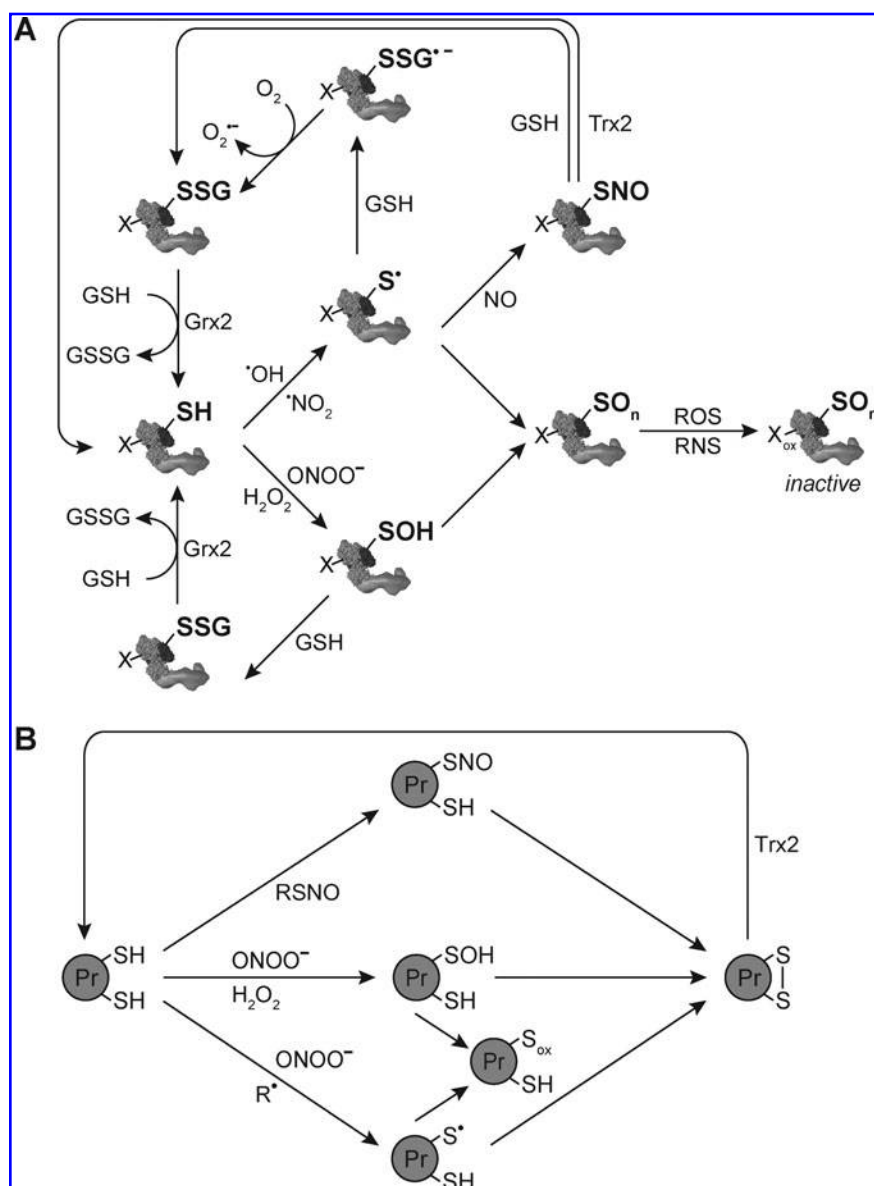 A
SSG•−
X
O2
O2•−
GSH
Trx2
SSG
X
GSH
SNO
X
S•
X
NO
GSH
Grx2
GSSG
•OH
•NO2
SH
X
SOn
X
ROS
RNS
SOn
Xox
inactive
ONOO−
H2O2
GSSG
Grx2
GSH
SOH
X
SSG
X
GSH
B
SNO
Pr
SH
Trx2
RSNO
SH
Pr
SH
ONOO−
H2O2
SOH
Pr
SH
S
Pr
S
Sox
Pr
SH
ONOO−
R•
S•
Pr
SH